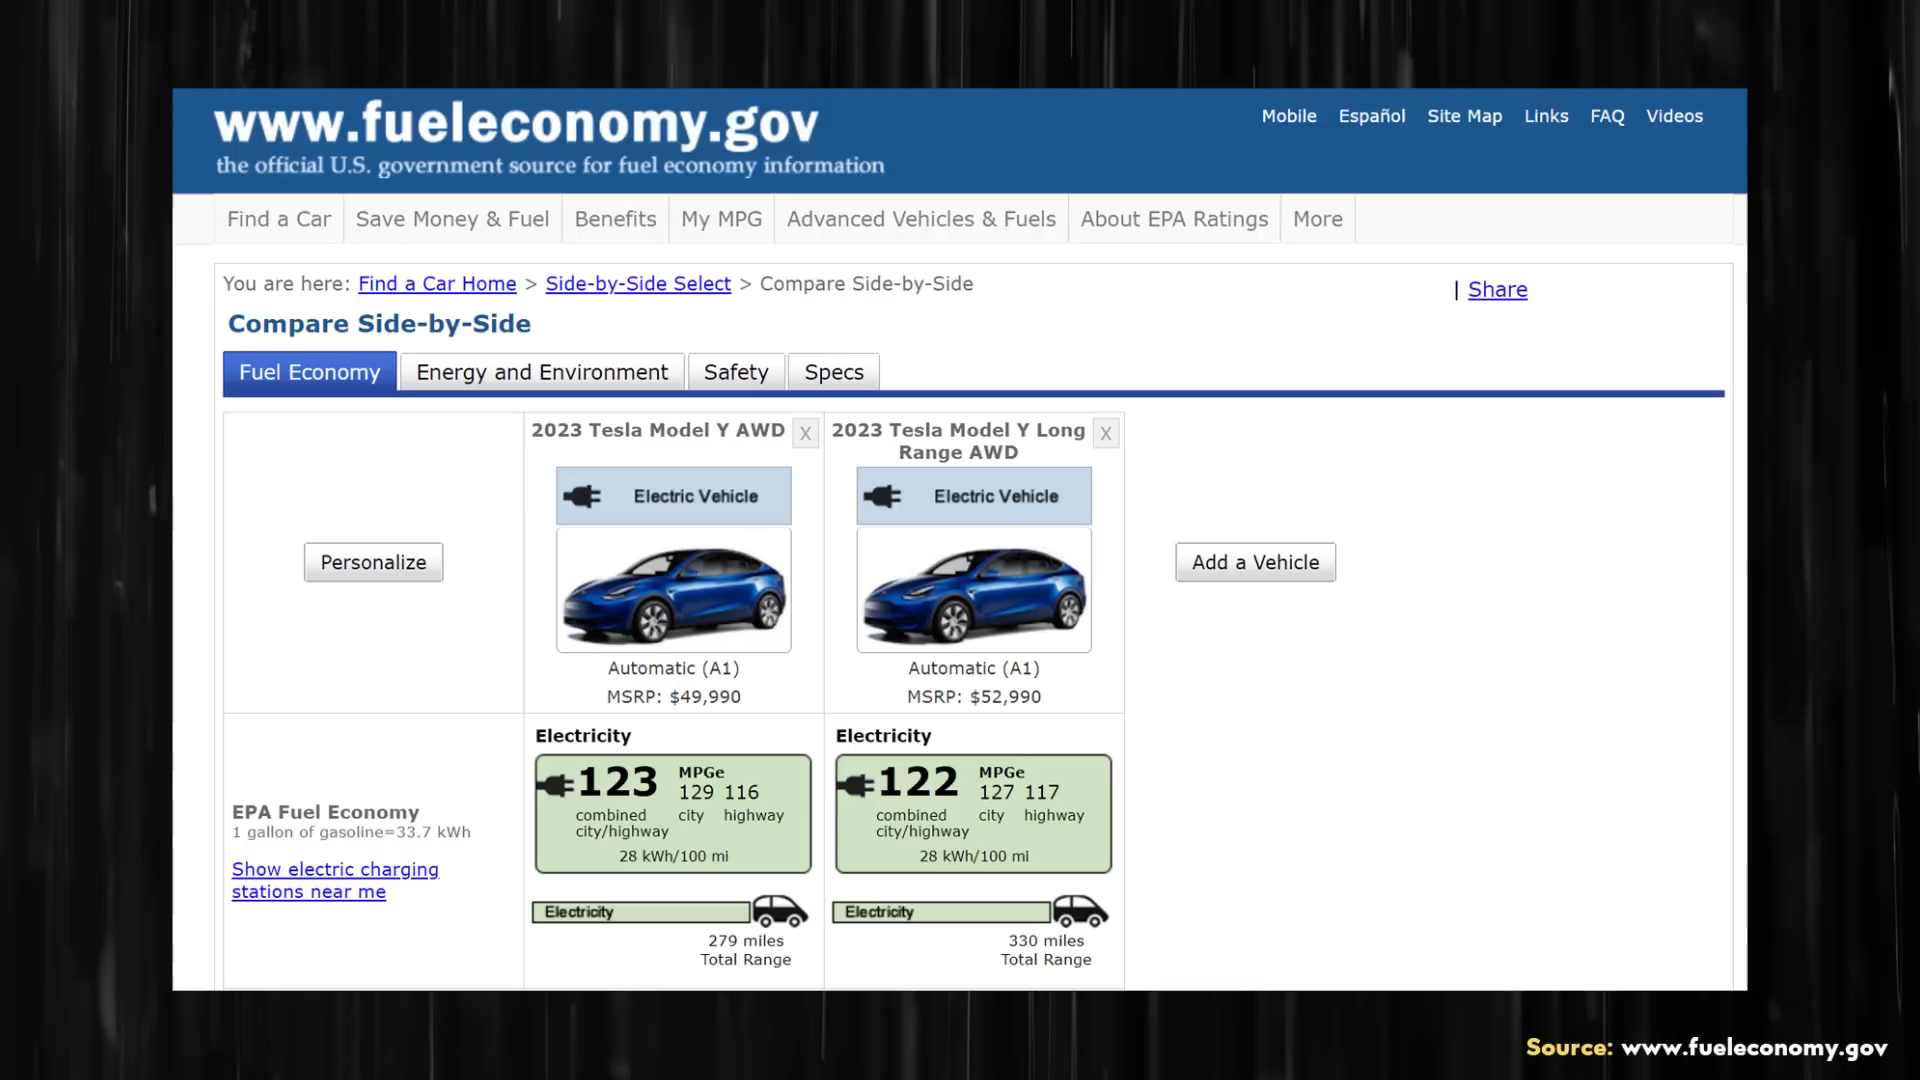 www.fueleconomy.gov
the official U.S. government source for fuel economy information
Mobile Español Site Map Links FAQ Videos
Find a Car Save Money & Fuel Benefits My MPG Advanced Vehicles & Fuels About EPA Ratings More
You are here: Find a Car Home > Side-by-Side Select > Compare Side-by-Side
| Share
Compare Side-by-Side
Fuel Economy Energy and Environment Safety Specs
Personalize
2023 Tesla Model Y AWD X
Electric Vehicle
Automatic (A1)
MSRP: $49,990
2023 Tesla Model Y Long X
Range AWD
Electric Vehicle
Automatic (A1)
MSRP: $52,990
Add a Vehicle
EPA Fuel Economy
1 gallon of gasoline=33.7 kWh
Show electric charging
stations near me
Electricity
123 MPGe
129 116
combined city highway
city/highway
28 kWh/100 mi
Electricity
279 miles
Total Range
Electricity
122 MPGe
127 117
combined city highway
city/highway
28 kWh/100 mi
Electricity
330 miles
Total Range
Source: www.fueleconomy.gov